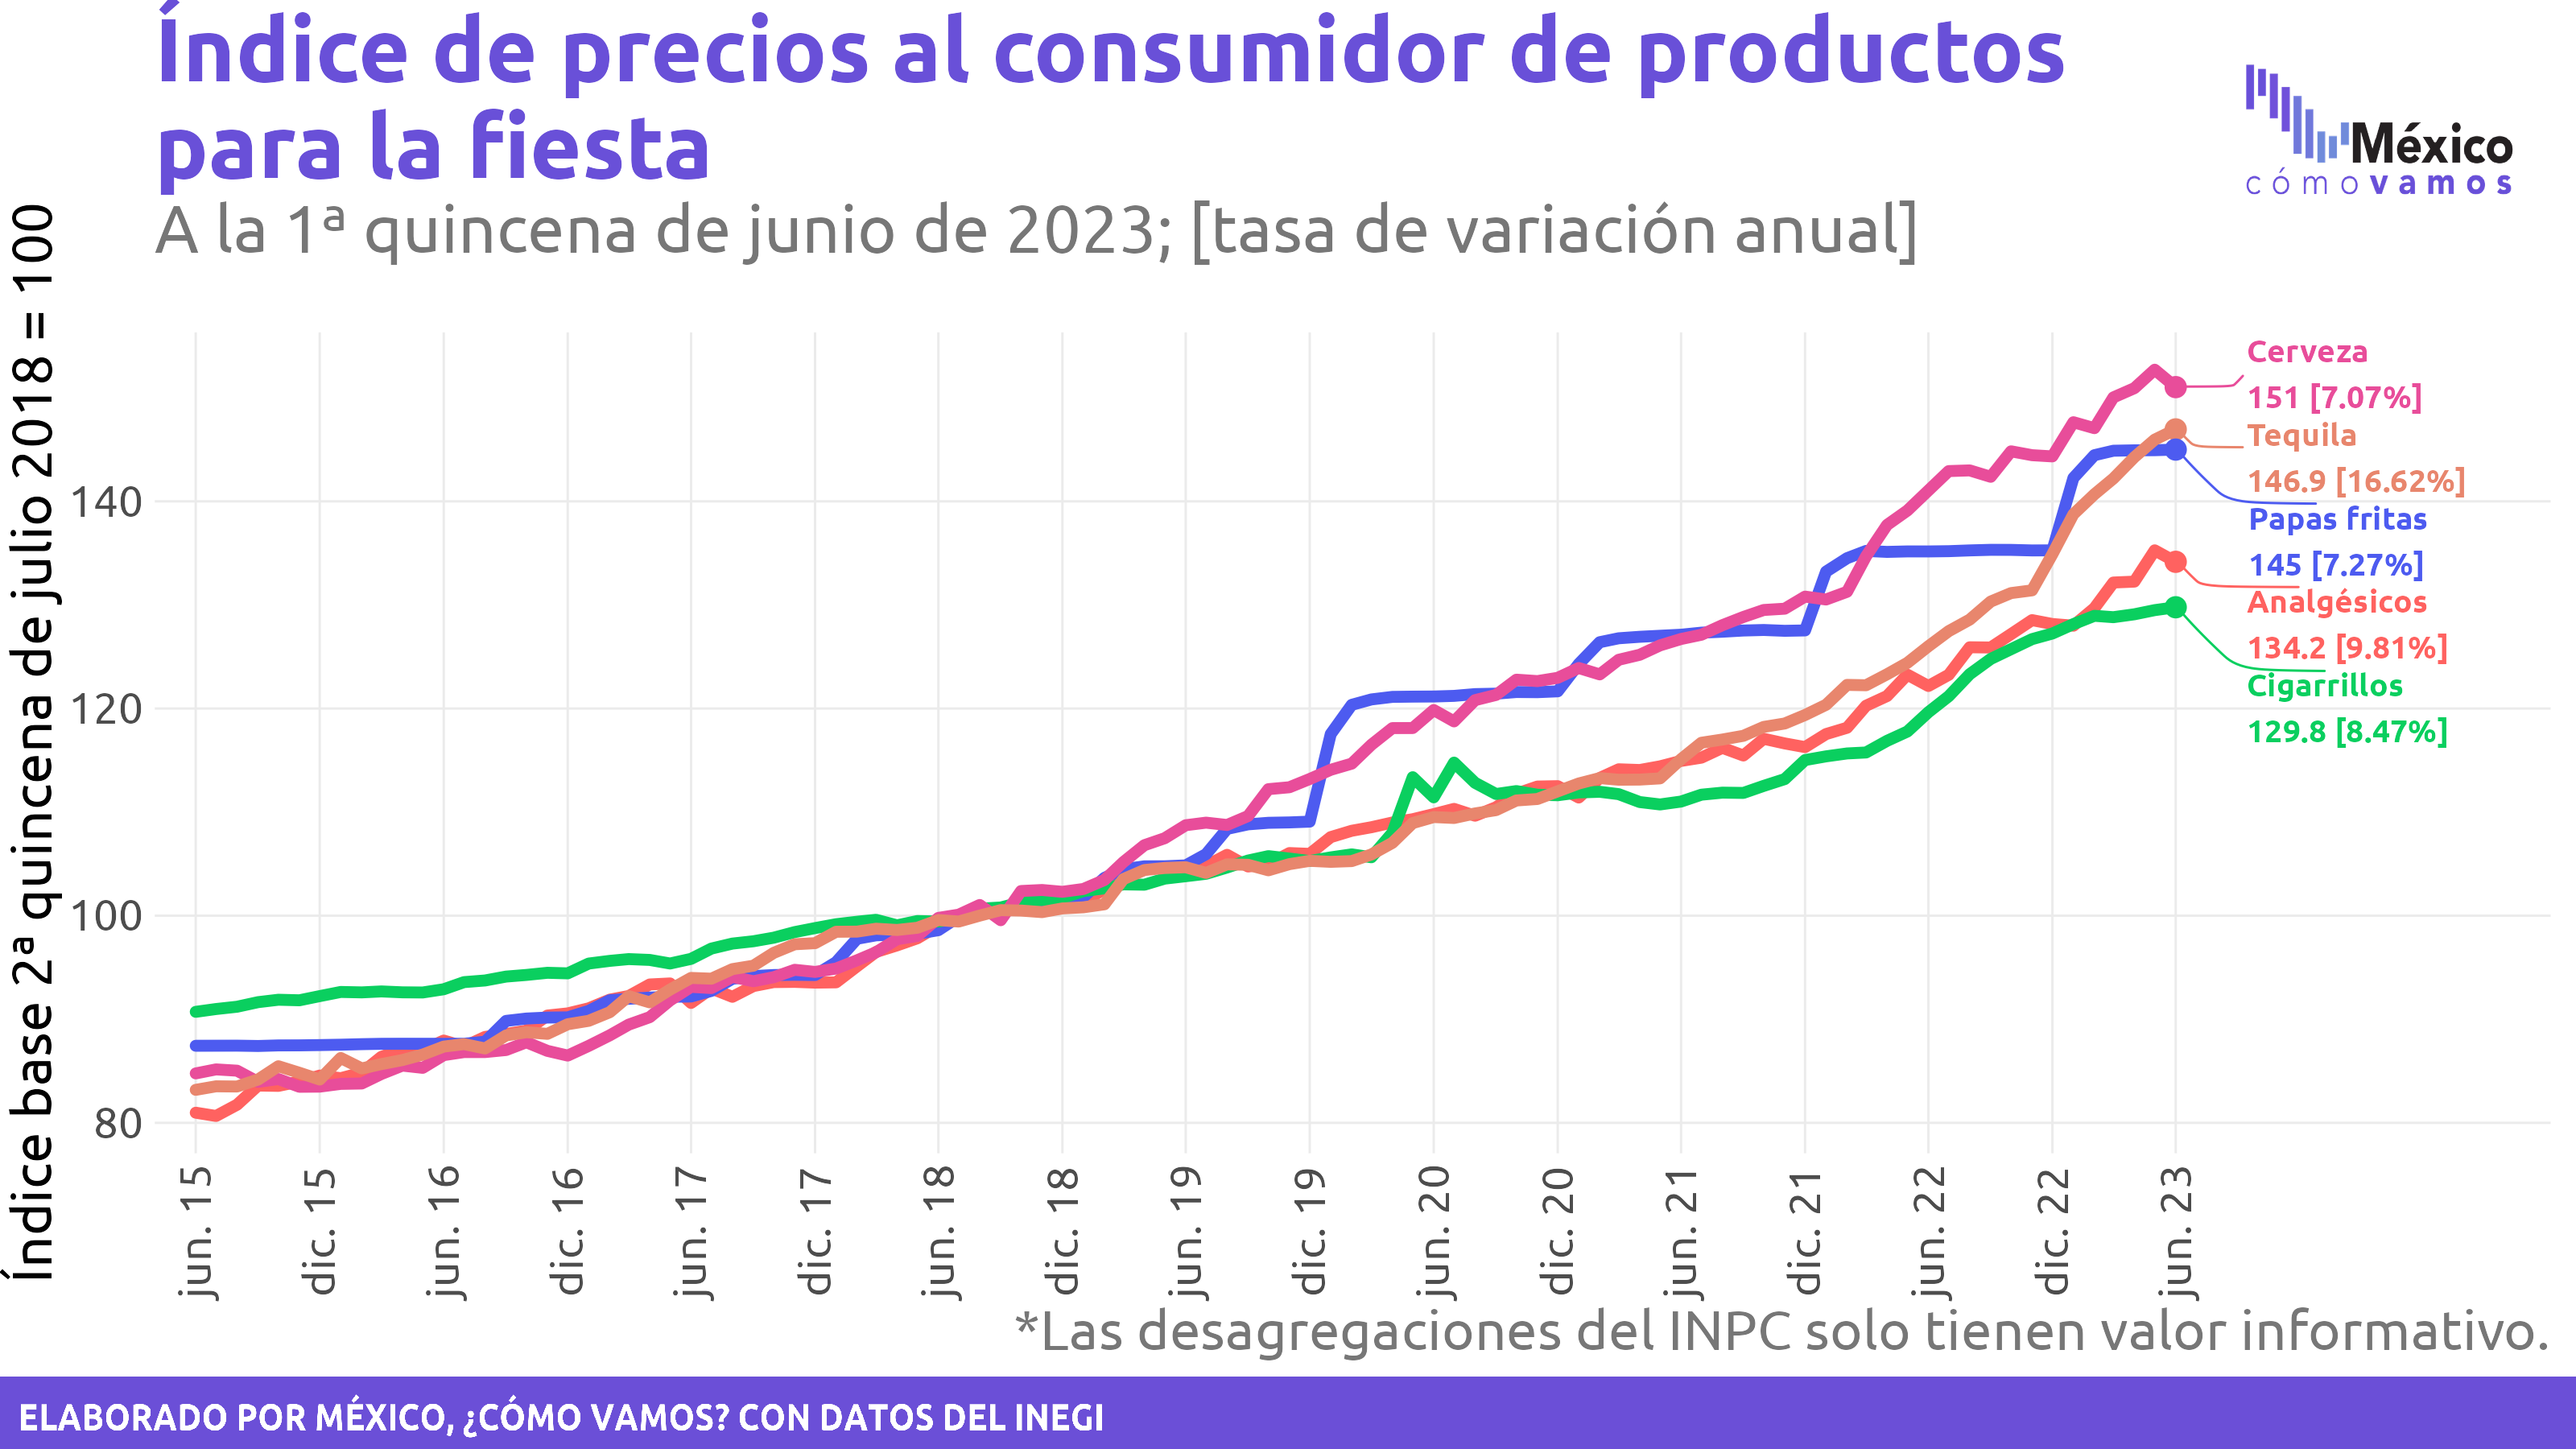 Índice de precios al consumidor de productos
para la fiesta
A la 1ª quincena de junio de 2023; [tasa de variación anual]
México
cómo vamos
Índice base 2ª quincena de julio 2018 = 100
140
120
100
80
Cerveza
151 [7.07%]
Tequila
146.9 [16.62%]
Papas fritas
145 [7.27%]
Analgésicos
134.2 [9.81%]
Cigarrillos
129.8 [8.47%]
jun. 15
dic. 15
jun. 16
dic. 16
jun. 17
dic. 17
jun. 18
dic. 18
jun. 19
dic. 19
jun. 20
dic. 20
jun. 21
dic. 21
jun. 22
dic. 22
jun. 23
*Las desagregaciones del INPC solo tienen valor informativo.
ELABORADO POR MÉXICO, ¿CÓMO VAMOS? CON DATOS DEL INEGI